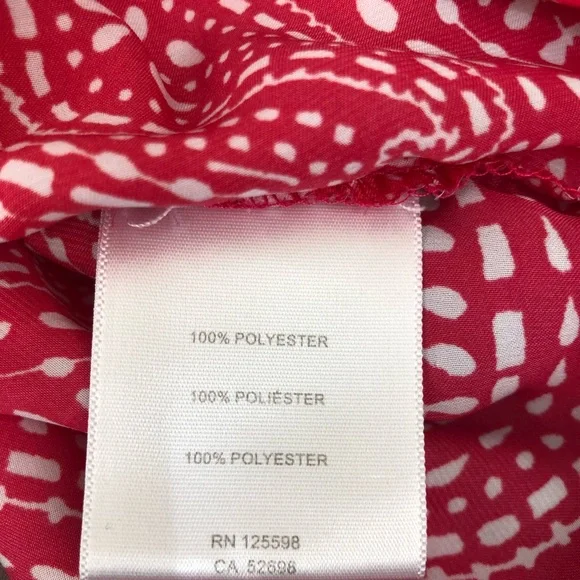 100% POLYESTER
100% POLIÉSTER
100% POLYESTER
RN 125598
CA 52696